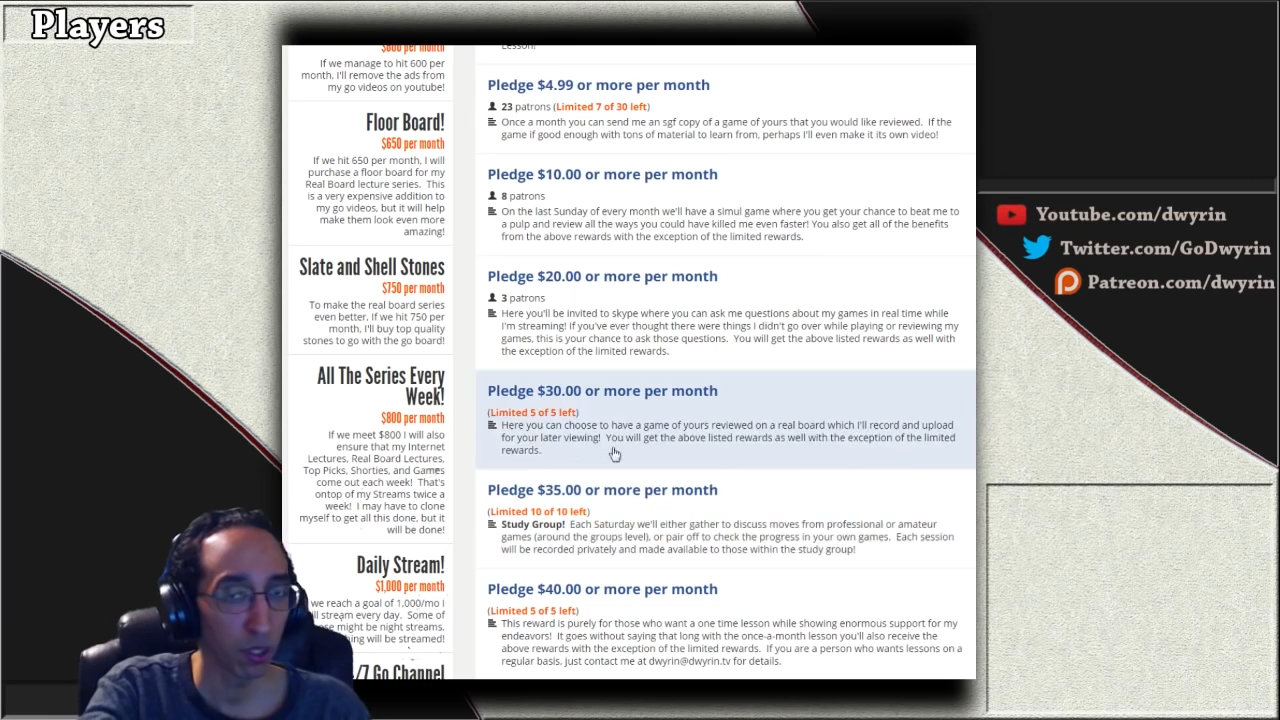 Players
$600 per month
If we manage to hit 600 per
month, I'll remove the ads from
my go videos on youtube!
Floor Board!
$650 per month
If we hit 650 per month, I will
purchase a floor board for my
Real Board lecture series. This
is a very expensive addition to
my go videos, but it will help
make them look even more
amazing!
Slate and Shell Stones
$750 per month
To make the real board series
even better, If we hit 750 per
month, I'll buy top quality
stones to go with the go board!
All The Series Every
Week!
$800 per month
If we meet $800 I will also
ensure that my Internet
Lectures, Real Board Lectures,
Top Picks, Shorties, and Games
come out each week! That's
ontop of my Streams twice a
week! I may have to clone
myself to get all this done, but it
will be done!
Daily Stream!
$1,000 per month
we reach a goal of 1,000/mo I
stream every day. Some of
might be night streams.
will be streamed!
/7 Go Channel
Lesson!
Pledge $4.99 or more per month
23 patrons (Limited 7 of 30 left)
Once a month you can send me an sgf copy of a game of yours that you would like reviewed. If the
game if good enough with tons of material to learn from, perhaps I'll even make it its own video!
Pledge $10.00 or more per month
8 patrons
On the last Sunday of every month we'll have a simul game where you get your chance to beat me to
a pulp and review all the ways you could have killed me even faster! You also get all of the benefits
from the above rewards with the exception of the limited rewards.
Pledge $20.00 or more per month
3 patrons
Here you'll be invited to skype where you can ask me questions about my games in real time while
i'm streaming! If you've ever thought there were things I didn't go over while playing or reviewing my
games, this is your chance to ask those questions. You will get the above listed rewards as well with
the exception of the limited rewards.
Pledge $30.00 or more per month
(Limited 5 of 5 left)
Here you can choose to have a game of yours reviewed on a real board which I'll record and upload
for your later viewing! You will get the above listed rewards as well with the exception of the limited
rewards.
Pledge $35.00 or more per month
(Limited 10 of 10 left)
Study Group! Each Saturday we'll either gather to discuss moves from professional or amateur
games (around the groups level), or pair off to check the progress in your own games. Each session
will be recorded privately and made available to those within the study group!
Pledge $40.00 or more per month
(Limited 5 of 5 left)
This reward is purely for those who want a one time lesson while showing enormous support for my
endeavors! It goes without saying that long with the once-a-month lesson you'll also receive the
above rewards with the exception of the limited rewards. If you are a person who wants lessons on a
regular basis, just contact me at dwyrin@dwyrin.tv for details.
Youtube.com/dwyrin
Twitter.com/GoDwyrin
Patreon.com/dwyrin